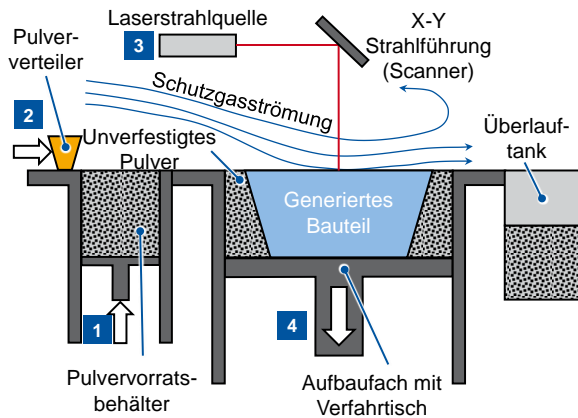 Laserstrahlquelle
3
X-Y
Strahlführung
(Scanner)
Pulver-
verteiler
2
Schutzgasströmung
Unverfestigtes
Pulver
Überlauf-
tank
Generiertes
Bauteil
1
4
Pulvervorrats-
behälter
Aufbaufach mit
Verfahrtisch